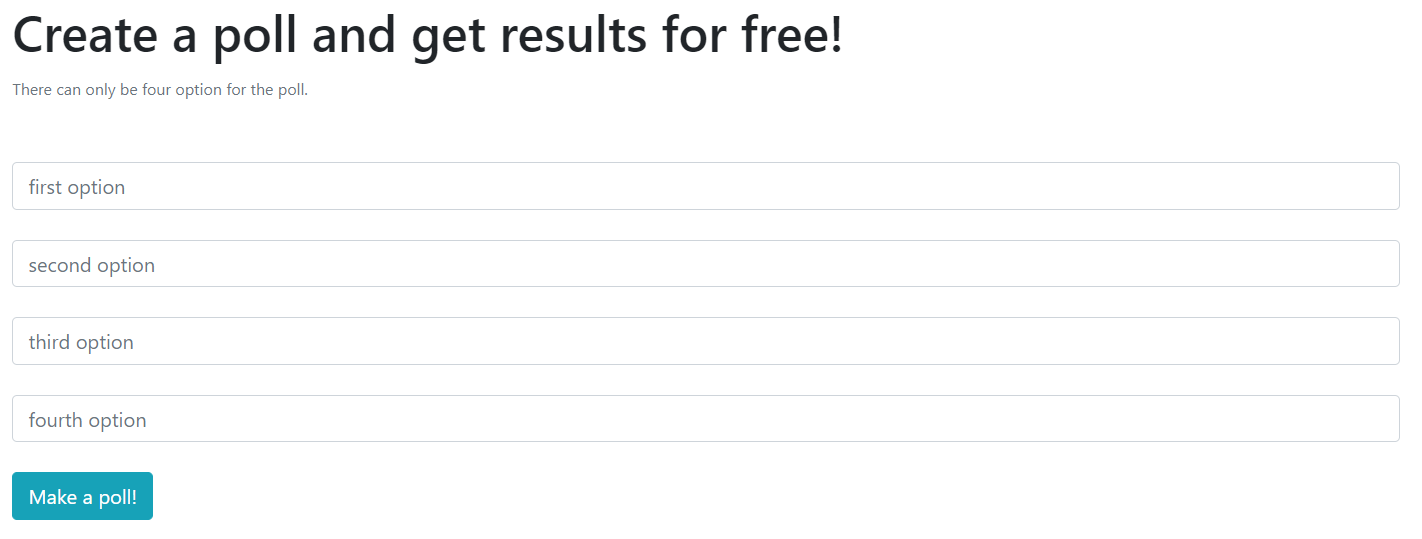 Create a poll and get results for free!
There can only be four option for the poll.
first option
second option
third option
fourth option
Make a poll!